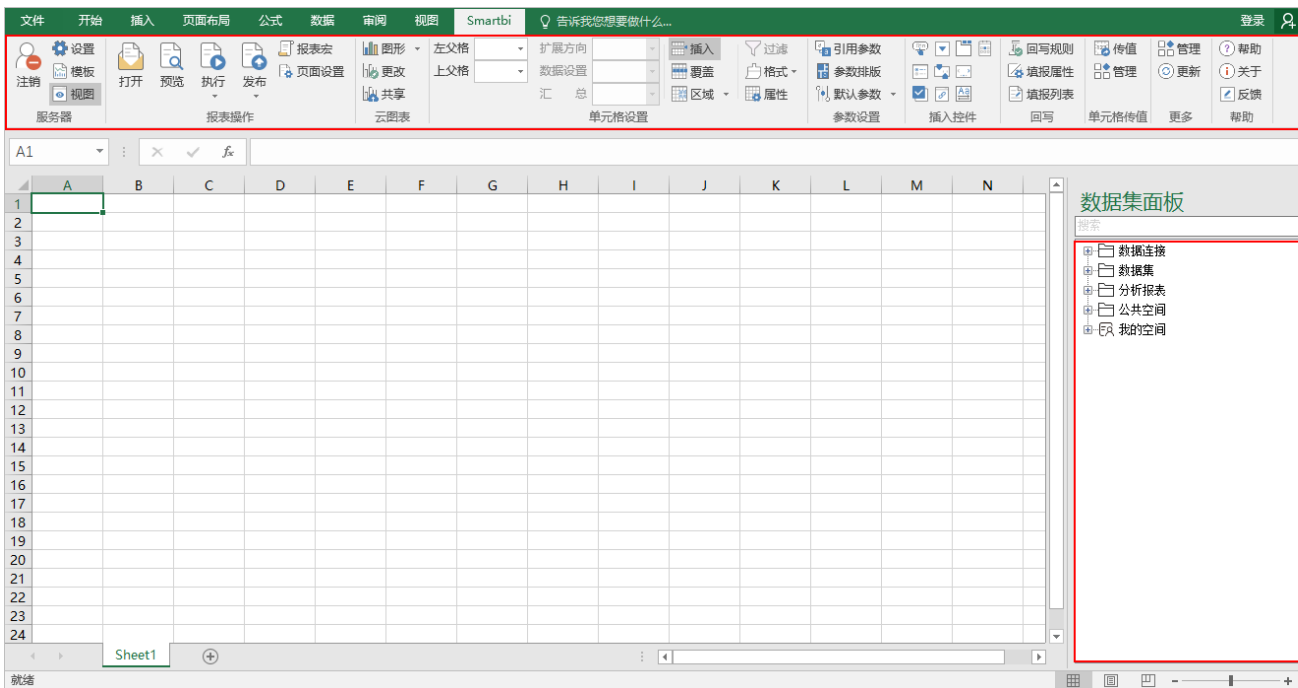 文件 开始 插入 页面布局 公式 数据 审阅 视图 Smartbi 告诉我您想要做什么... 登录
设置 报表宏 图形 左父格 扩展方向 插入 过滤 引用参数 回写规则 传值 管理 帮助
注销 模板 打开 预览 执行 发布 页面设置 更改 上父格 数据设置 覆盖 格式 参数排版 填报属性 管理 更新 关于
视图 共享 汇 总 区域 属性 默认参数 填报列表 反馈
服务器 报表操作 云图表 单元格设置 参数设置 插入控件 回写 单元格传值 更多 帮助
A1 fx
A B C D E F G H I J K L M N
数据集面板
搜索
数据连接
数据集
分析报表
公共空间
我的空间
1
2
3
4
5
6
7
8
9
10
11
12
13
14
15
16
17
18
19
20
21
22
23
24
Sheet1
就绪